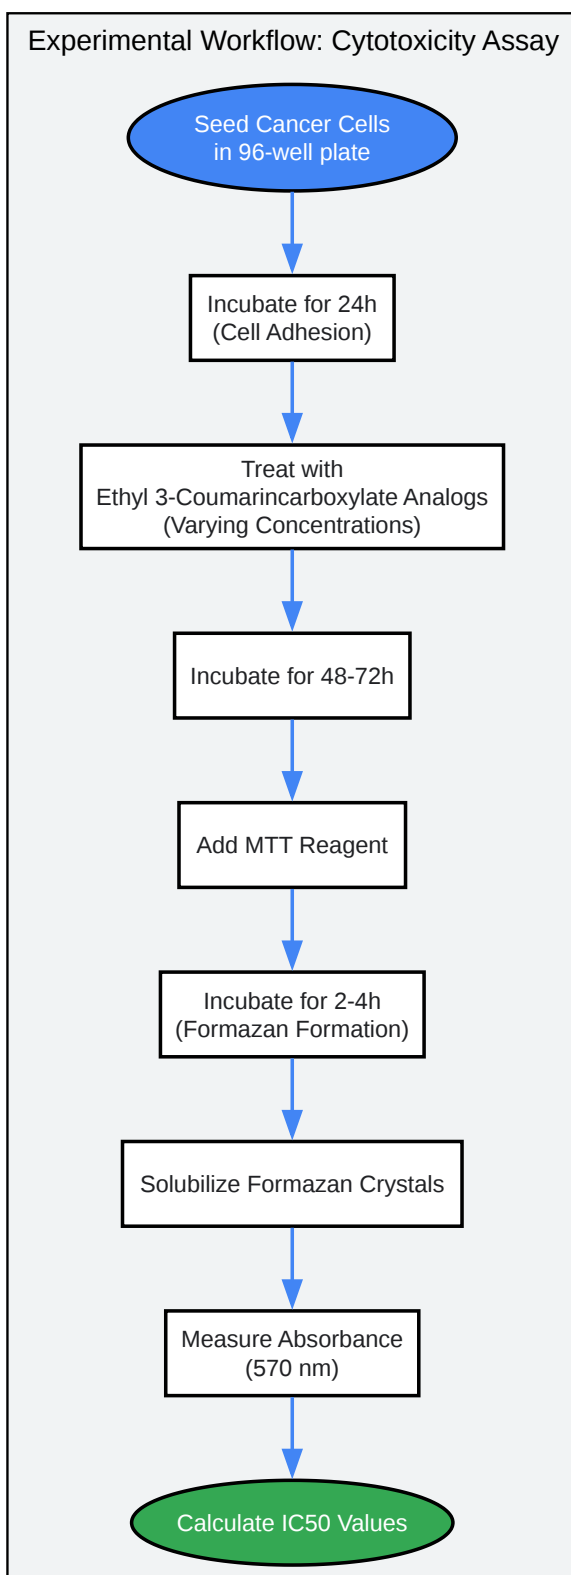 Experimental Workflow: Cytotoxicity Assay
Seed Cancer Cells
in 96-well plate
Incubate for 24h
(Cell Adhesion)
Treat with
Ethyl 3-Coumarincarboxylate Analogs
(Varying Concentrations)
Incubate for 48-72h
Add MTT Reagent
Incubate for 2-4h
(Formazan Formation)
Solubilize Formazan Crystals
Measure Absorbance
(570 nm)
Calculate IC50 Values